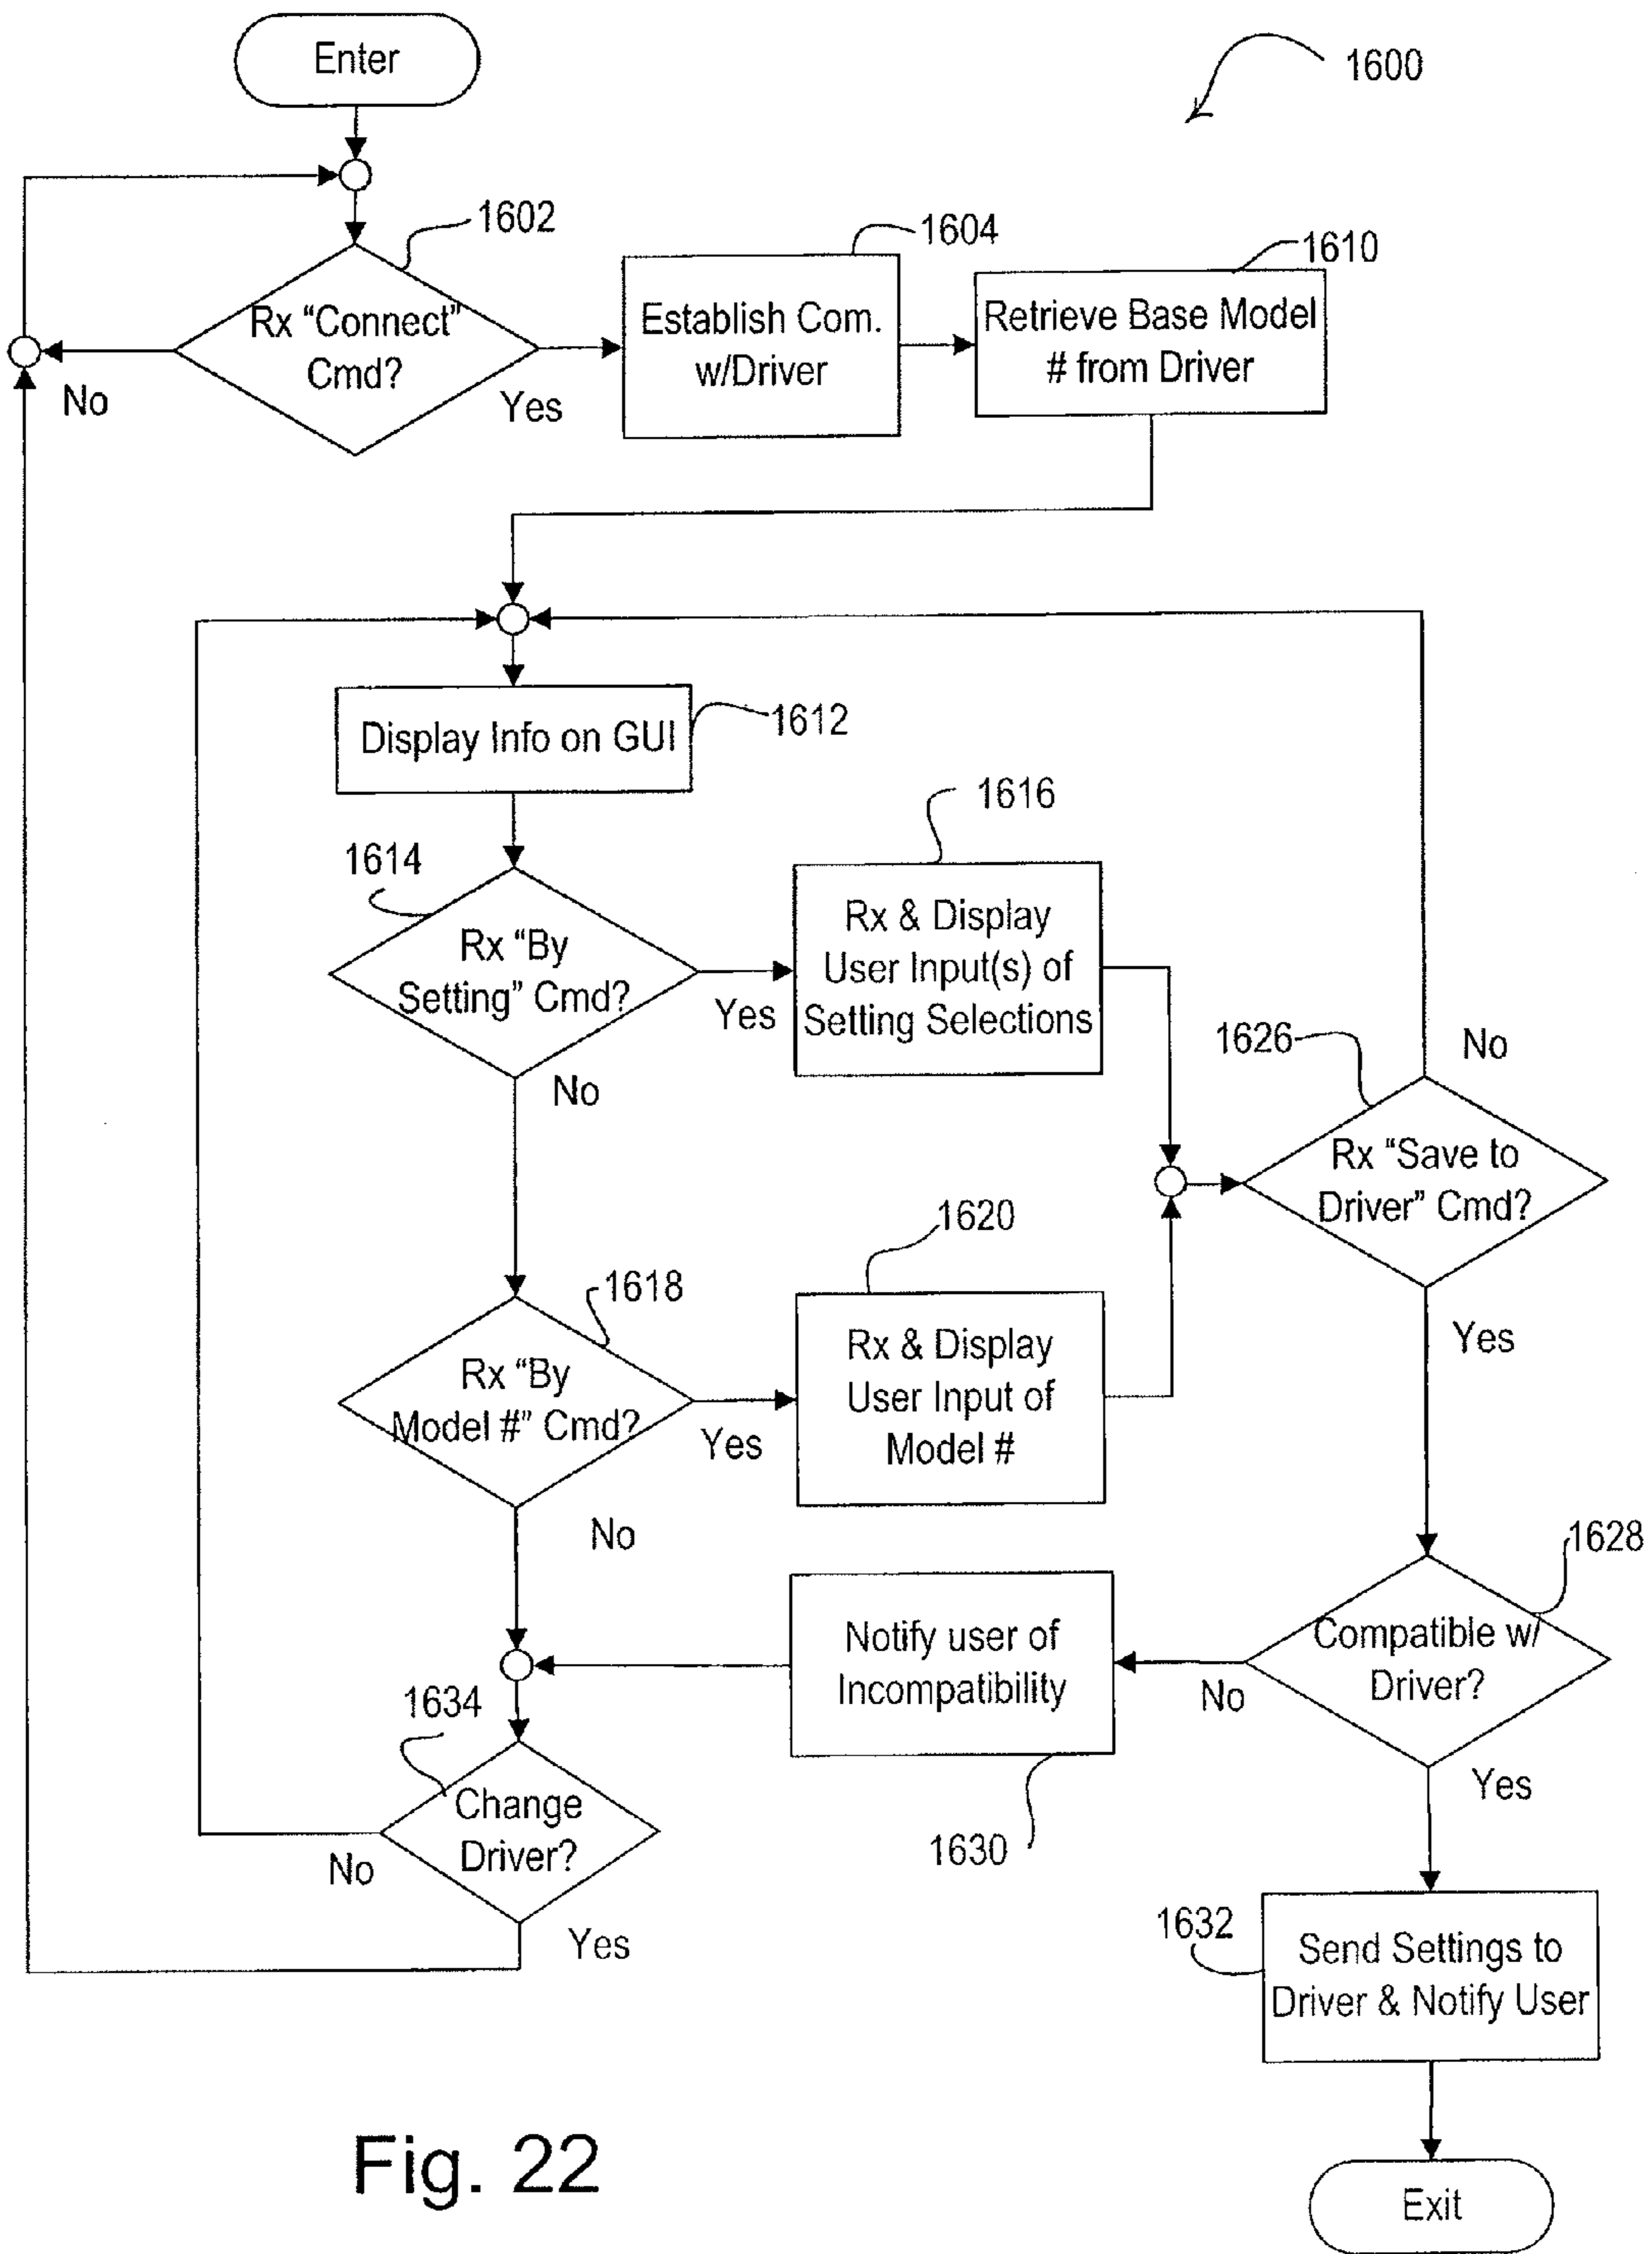 Enter
1600
1602
Rx “Connect”
Cmd?
No
Yes
1604
Establish Com.
w/Driver
1610
Retrieve Base Model
# from Driver
Display Info on GUI
1612
1614
Rx “By
Setting” Cmd?
Yes
No
1616
Rx & Display
User Input(s) of
Setting Selections
1626
No
Rx “Save to
Driver” Cmd?
Yes
1618
Rx “By
Model #” Cmd?
Yes
No
1620
Rx & Display
User Input of
Model #
1628
Compatible w/
Driver?
No
Yes
Notify user of
Incompatibility
1630
1634
Change
Driver?
No
Yes
1632
Send Settings to
Driver & Notify User
Exit
Fig. 22